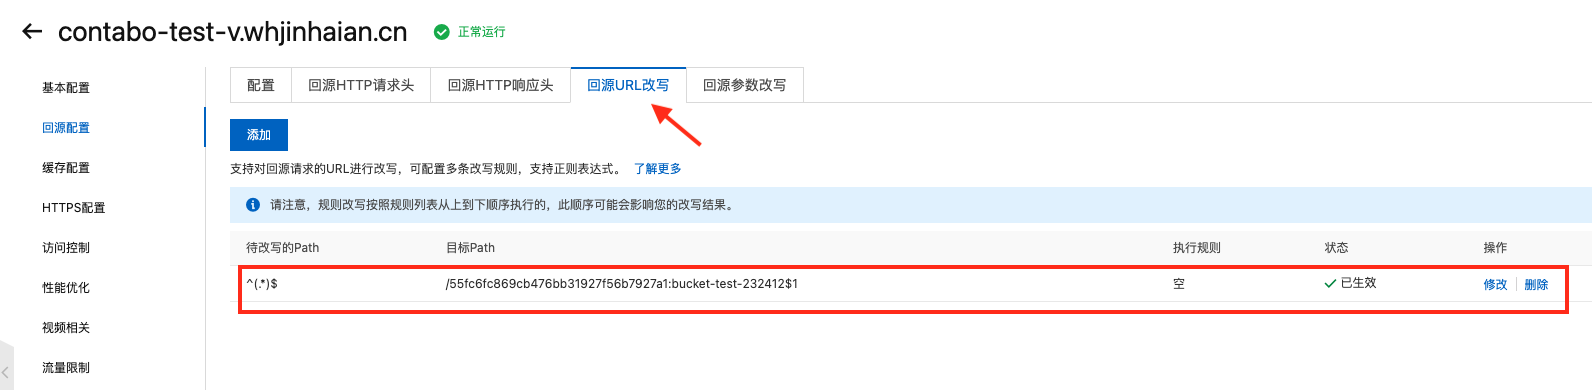 contabo-test-v.whjinhaian.cn 正常运行
基本配置
回源配置
缓存配置
HTTPS配置
访问控制
性能优化
视频相关
流量限制
配置 回源HTTP请求头 回源HTTP响应头 回源URL改写 回源参数改写
添加
支持对回源请求的URL进行改写，可配置多条改写规则，支持正则表达式。 了解更多
请注意，规则改写按照规则列表从上到下顺序执行的，此顺序可能会影响您的改写结果。
待改写的Path 目标Path 执行规则 状态 操作
^(.*)$ /55fc6fc869cb476bb31927f56b7927a1:bucket-test-232412$1 空 已生效 修改 删除